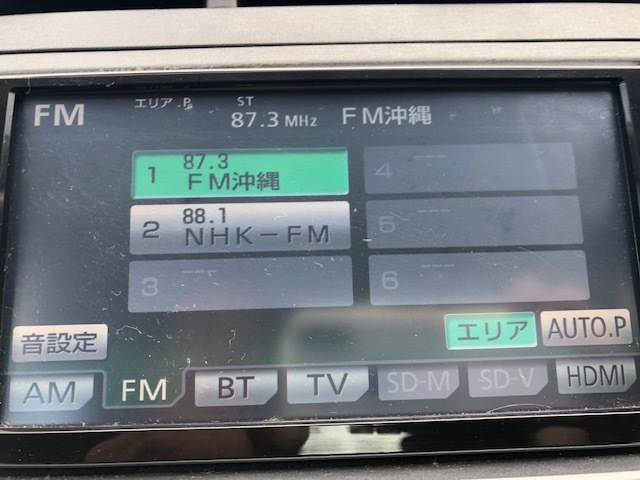 エリア.P ST
FM 87.3 MHz FM沖縄
1 87.3 FM沖縄
4 ---
2 88.1 NHK-FM
5 ---
3 ---
6 ---
エリア AUTO.P
音設定
AM FM BT TV SD-M SD-V HDMI